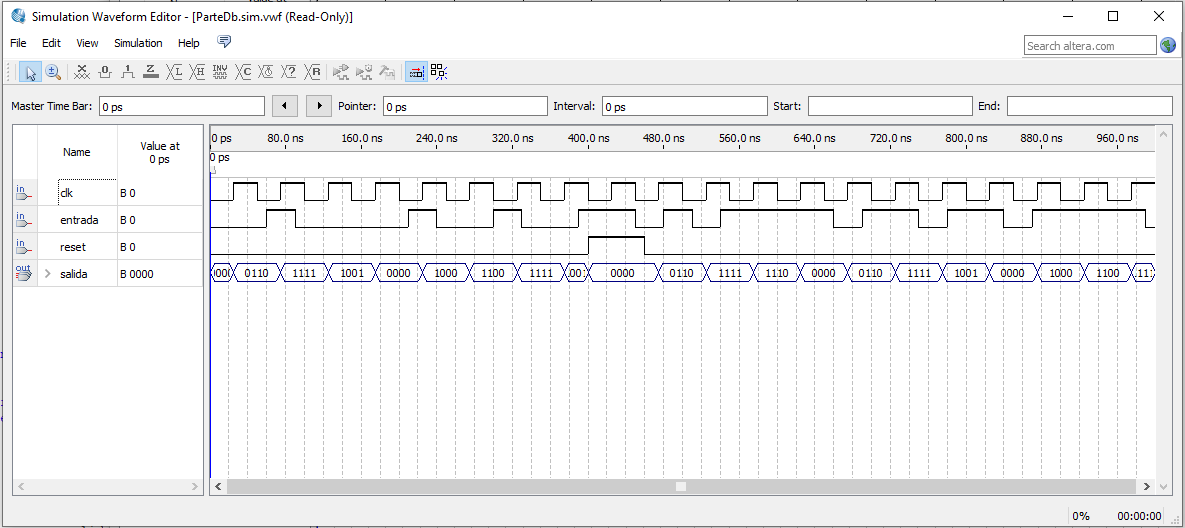 Simulation Waveform Editor - [ParteDb.sim.vwf (Read-Only)]
File Edit View Simulation Help
Search altera.com
Master Time Bar: 0 ps Pointer: 0 ps Interval: 0 ps Start: End:
Name Value at 0 ps
0 ps 80.0 ns 160.0 ns 240.0 ns 320.0 ns 400.0 ns 480.0 ns 560.0 ns 640.0 ns 720.0 ns 800.0 ns 880.0 ns 960.0 ns
0 ps
in clk B 0
in entrada B 0
in reset B 0
out salida B 0000 0110 1111 1001 0000 1000 1100 1111 0000 0110 1111 1110 0000 0110 1111 1001 0000 1000 1100
0% 00:00:00